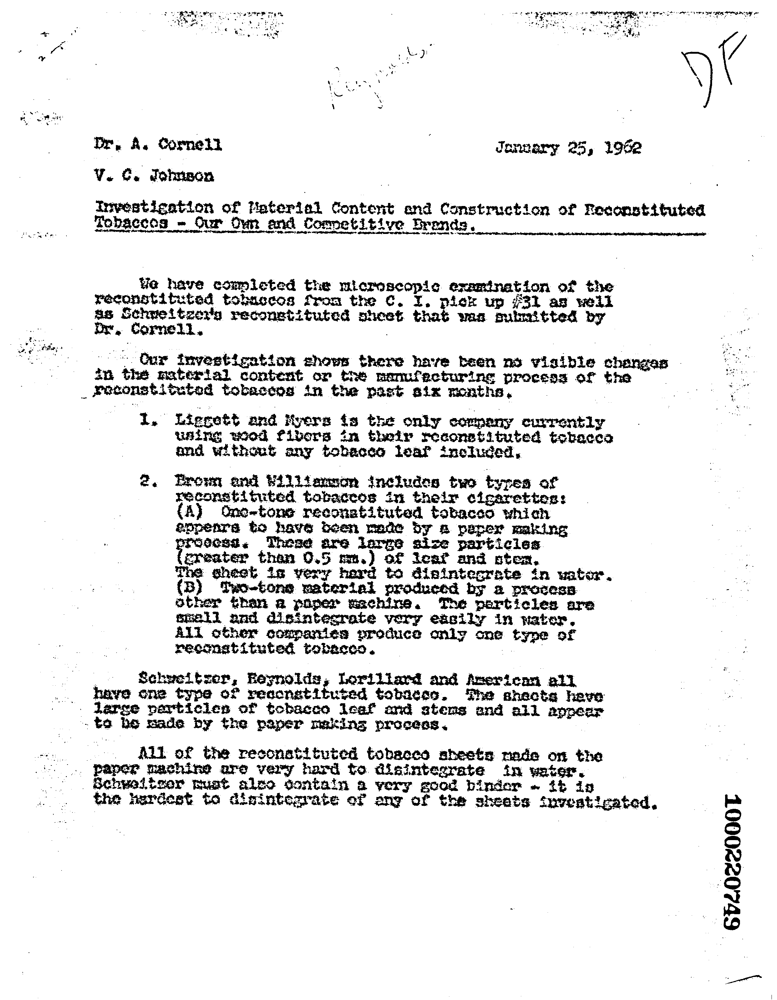 DF
Dr. A. Cornell
January 25, 1962
V. C. Johnson
Investigation of Material Content and Construction of Reconstituted
Tobaccos - Our Own and Competitive Brands.
We have completed the microscopic examination of the
reconstituted tobaccos from the C. I. pick up #31 as well
as Schweitzer's reconstituted sheet that was submitted by
Dr. Cornell.
Our investigation shows there have been no visible changes
in the material content or the manufacturing process of the
reconstituted tobaccos in the past six months.
1. Liggett and Myers is the only company currently
using wood fibers in their reconstituted tobacco
and without any tobacco leaf included.
2. Brown and Williamson includes two types of
reconstituted tobaccos in their cigarettes:
(A) One-tone reconstituted tobacco which
appears to have been made by a paper making
process. These are large size particles
(greater than 0.5 mm.) of leaf and stem.
The sheet is very hard to disintegrate in water.
(B) Two-tone material produced by a process
other than a paper machine. The particles are
small and disintegrate very easily in water.
All other companies produce only one type of
reconstituted tobacco.
Schweitzer, Reynolds, Lorillard and American all
have one type of reconstituted tobacco. The sheets have
large particles of tobacco leaf and stems and all appear
to be made by the paper making process.
All of the reconstituted tobacco sheets made on the
paper machine are very hard to disintegrate in water.
Schweitzer must also contain a very good binder - it is
the hardest to disintegrate of any of the sheets investigated.
1000220749